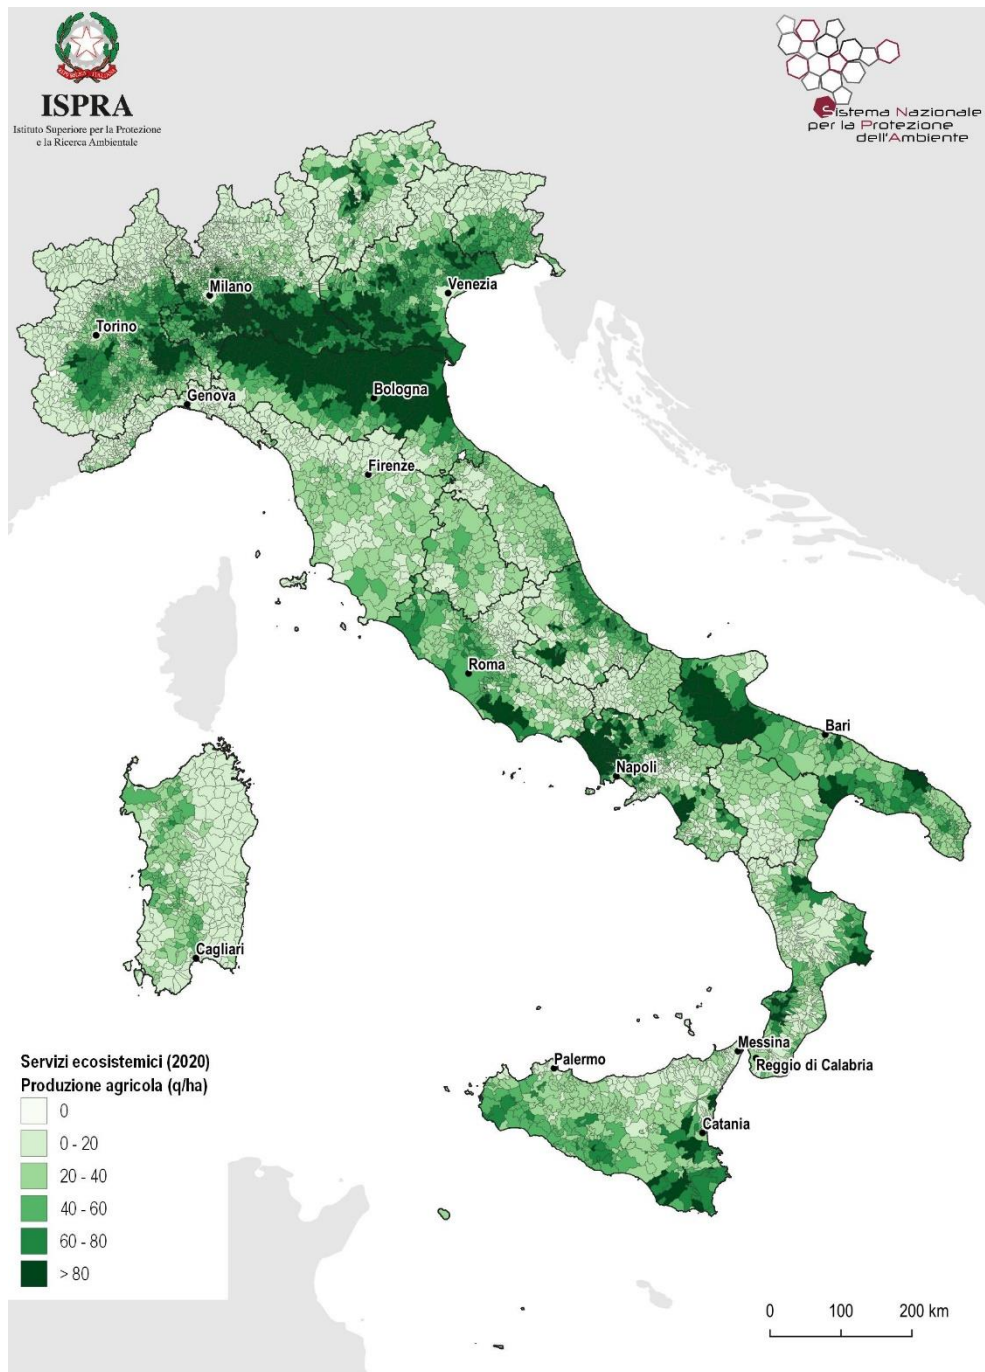 REPVBBLICA ITALIANA
ISPRA
Istituto Superiore per la Protezione
e la Ricerca Ambientale
Sistema Nazionale
per la Protezione
dell'Ambiente
Milano
Venezia
Torino
Bologna
Genova
Firenze
Roma
Bari
Napoli
Cagliari
Messina
Palermo
Reggio di Calabria
Catania
Servizi ecosistemici (2020)
Produzione agricola (q/ha)
0
0 - 20
20 - 40
40 - 60
60 - 80
> 80
0 100 200 km